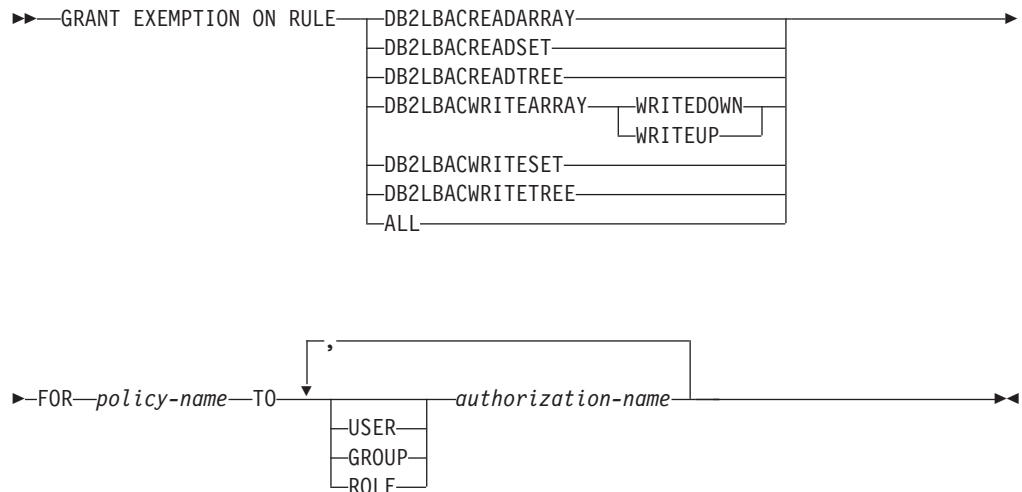 GRANT EXEMPTION ON RULE DB2LBACREADARRAY
DB2LBACREADSET
DB2LBACREADTREE
DB2LBACWRITEARRAY WRITEDOWN
WRITEUP
DB2LBACWRITESET
DB2LBACWRITETREE
ALL
,
FOR policy-name TO authorization-name
USER
GROUP
ROLE